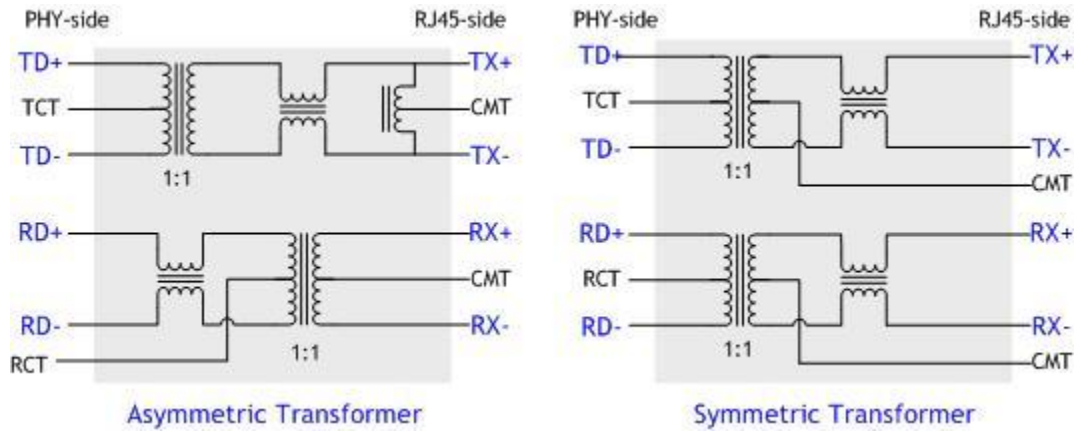 PHY-side RJ45-side
TD+ TX+
TCT CMT
TD- TX-
1:1
RD+ RX+
CMT
RD- RX-
RCT 1:1
Asymmetric Transformer
PHY-side RJ45-side
TD+ TX+
TCT
TD- TX-
1:1 CMT
RD+ RX+
RCT
RD- RX-
1:1 CMT
Symmetric Transformer